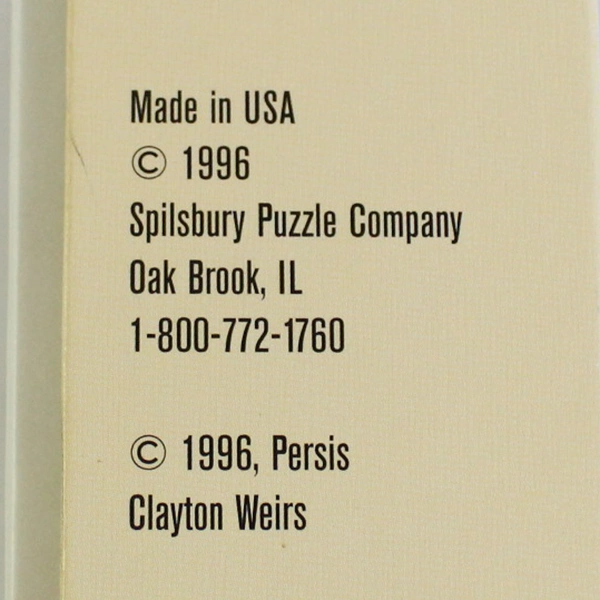 Made in USA
© 1996
Spilsbury Puzzle Company
Oak Brook, IL
1-800-772-1760
© 1996, Persis
Clayton Weirs